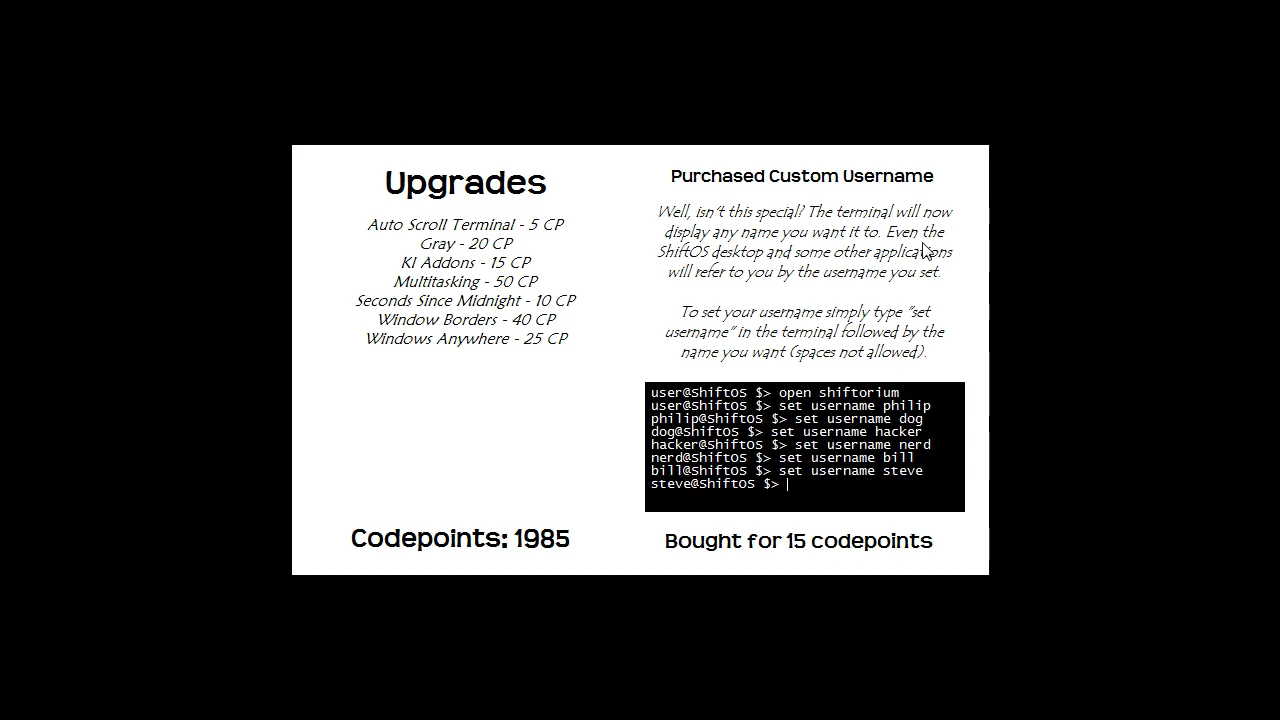 Upgrades
Auto Scroll Terminal - 5 CP
Gray - 20 CP
KI Addons - 15 CP
Multitasking - 50 CP
Seconds Since Midnight - 10 CP
Window Borders - 40 CP
Windows Anywhere - 25 CP
Codepoints: 1985
Purchased Custom Username
Well, isn't this special? The terminal will now
display any name you want it to. Even the
ShiftOS desktop and some other applications
will refer to you by the username you set.
To set your username simply type "set
username" in the terminal followed by the
name you want (spaces not allowed).
user@shiftOS $> open shiftorium
user@shiftOS $> set username philip
philip@shiftOS $> set username dog
dog@shiftOS $> set username hacker
hacker@shiftOS $> set username nerd
nerd@shiftOS $> set username bill
bill@shiftOS $> set username steve
steve@shiftOS $>
Bought for 15 codepoints